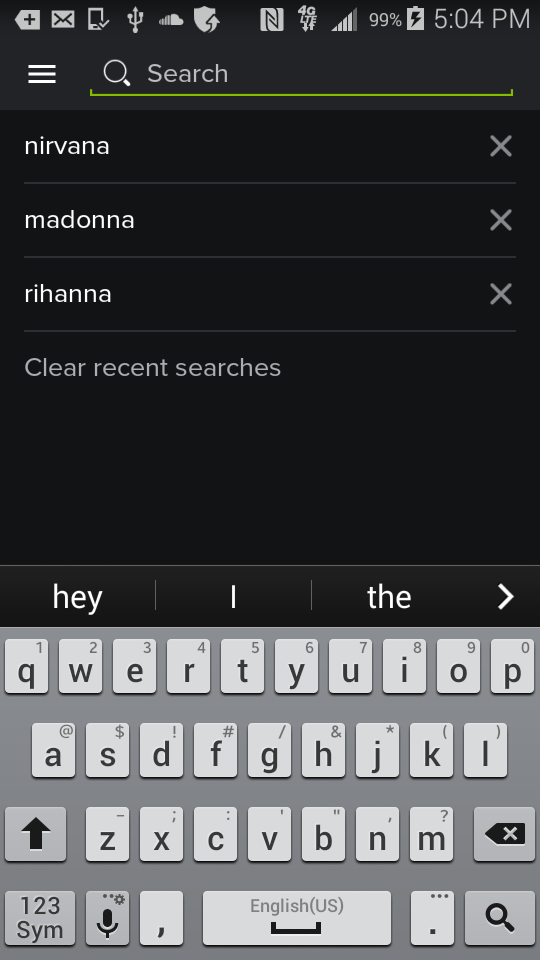 4G LTE 99% 5:04 PM
Search
nirvana
madonna
rihanna
Clear recent searches
hey I the
1 2 3 4 5 6 7 8 9 0
q w e r t y u i o p
@ $ ! # / & * ( )
a s d f g h j k l
– ; : ' " , ?
z x c v b n m
123 English(US)
Sym , .